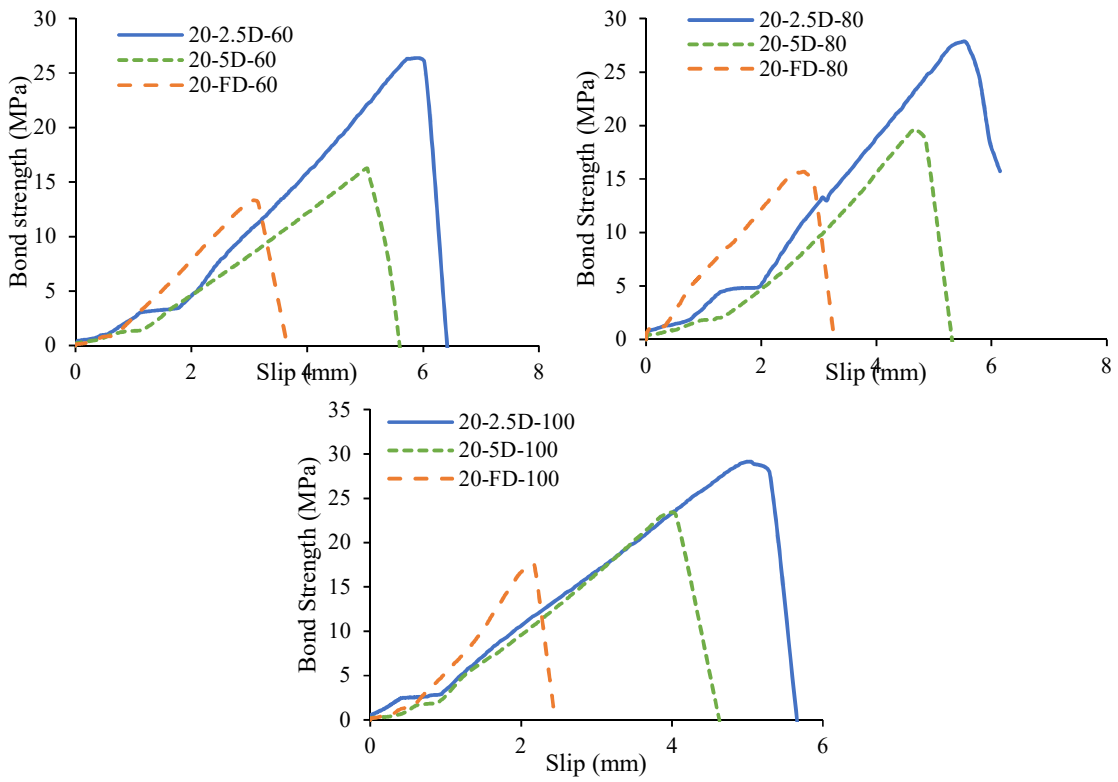 30
25
20
15
10
5
0
Bond strength (MPa)
20-2.5D-60
20-5D-60
20-FD-60
0 2 4 6 8
Slip (mm)
30
25
20
15
10
5
0
Bond Strength (MPa)
20-2.5D-80
20-5D-80
20-FD-80
0 2 4 6 8
Slip (mm)
35
30
25
20
15
10
5
0
Bond Strength (MPa)
20-2.5D-100
20-5D-100
20-FD-100
0 2 4 6
Slip (mm)